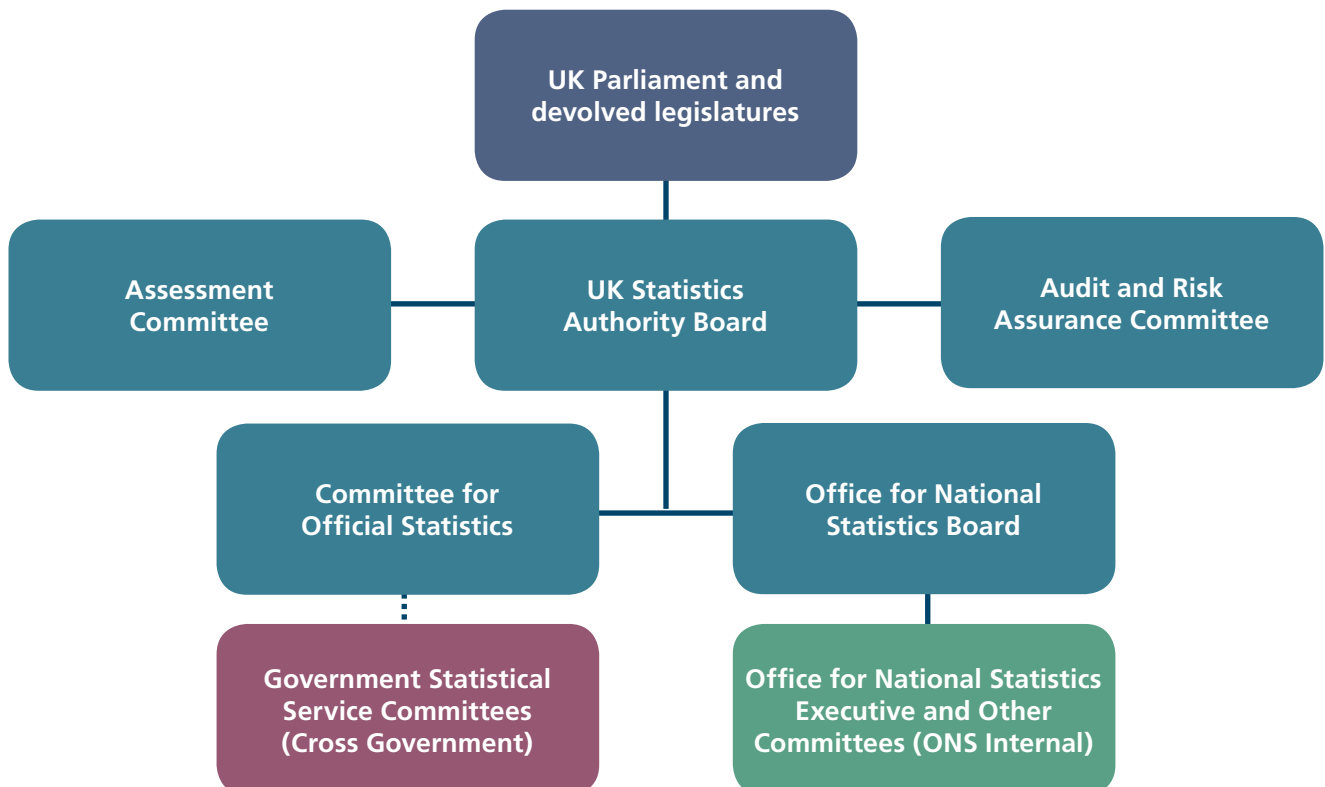 UK Parliament and
devolved legislatures
Assessment
Committee
UK Statistics
Authority Board
Audit and Risk
Assurance Committee
Committee for
Official Statistics
Office for National
Statistics Board
Government Statistical
Service Committees
(Cross Government)
Office for National Statistics
Executive and Other
Committees (ONS Internal)